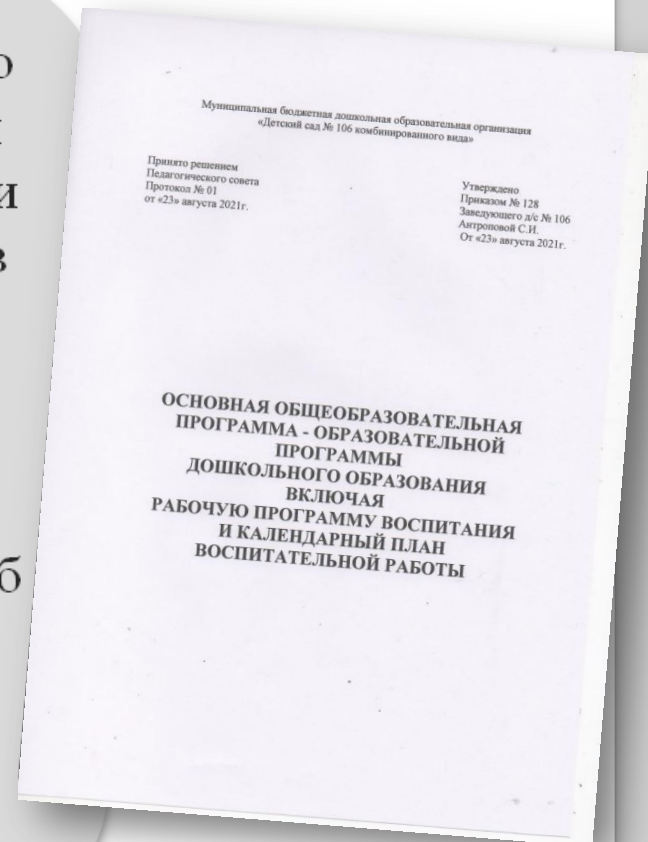 о
и
в
б
Муниципальная бюджетная дошкольная образовательная организация
«Детский сад № 106 комбинированного вида»
Принято решением
Педагогического совета
Протокол № 01
от «23» августа 2021г.
Утверждено
Приказом № 128
Заведующего д/с № 106
Антроповой С.И.
От «23» августа 2021г.
ОСНОВНАЯ ОБЩЕОБРАЗОВАТЕЛЬНАЯ
ПРОГРАММА - ОБРАЗОВАТЕЛЬНОЙ
ПРОГРАММЫ
ДОШКОЛЬНОГО ОБРАЗОВАНИЯ
ВКЛЮЧАЯ
РАБОЧУЮ ПРОГРАММУ ВОСПИТАНИЯ
И КАЛЕНДАРНЫЙ ПЛАН
ВОСПИТАТЕЛЬНОЙ РАБОТЫ